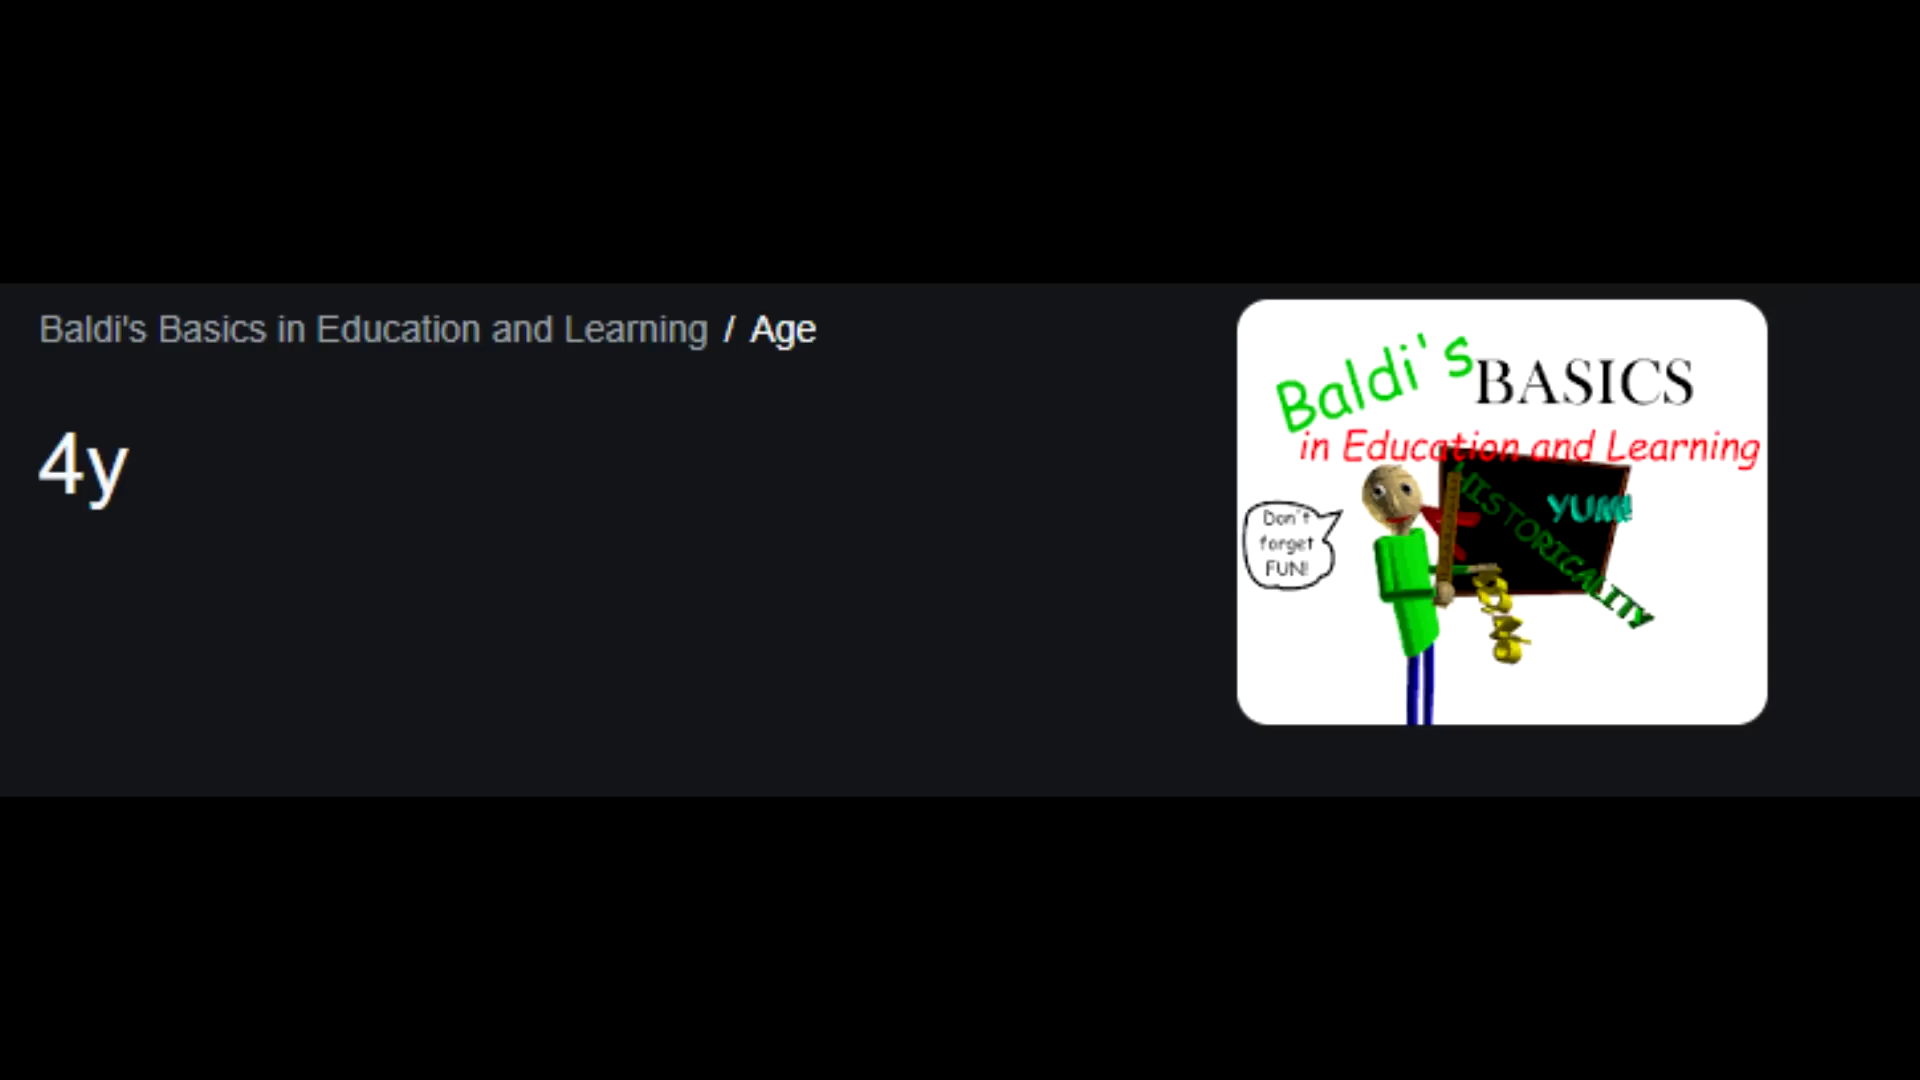 Baldi's Basics in Education and Learning / Age
4y
Baldi's BASICS
in Education and Learning
HISTORICALITY
YUM!
Don't
forget
FUN!